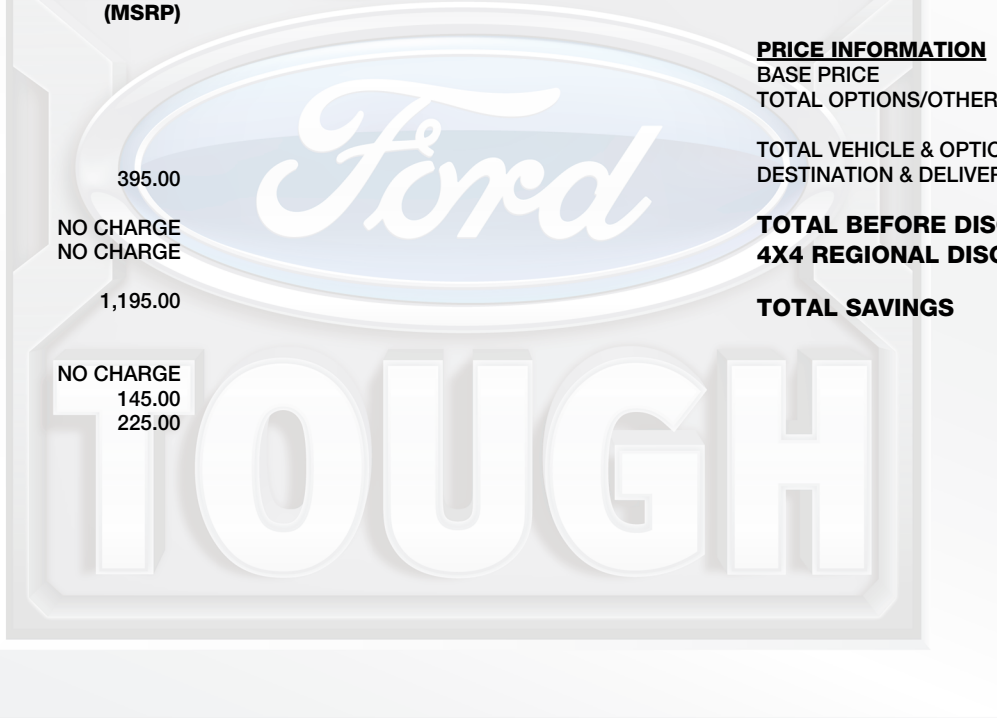 (MSRP)
395.00
NO CHARGE
NO CHARGE
1,195.00
NO CHARGE
145.00
225.00
PRICE INFORMATION
BASE PRICE
TOTAL OPTIONS/OTHER
TOTAL VEHICLE & OPTIO
DESTINATION & DELIVER
TOTAL BEFORE DISC
4X4 REGIONAL DISC
TOTAL SAVINGS
Ford
TOUGH